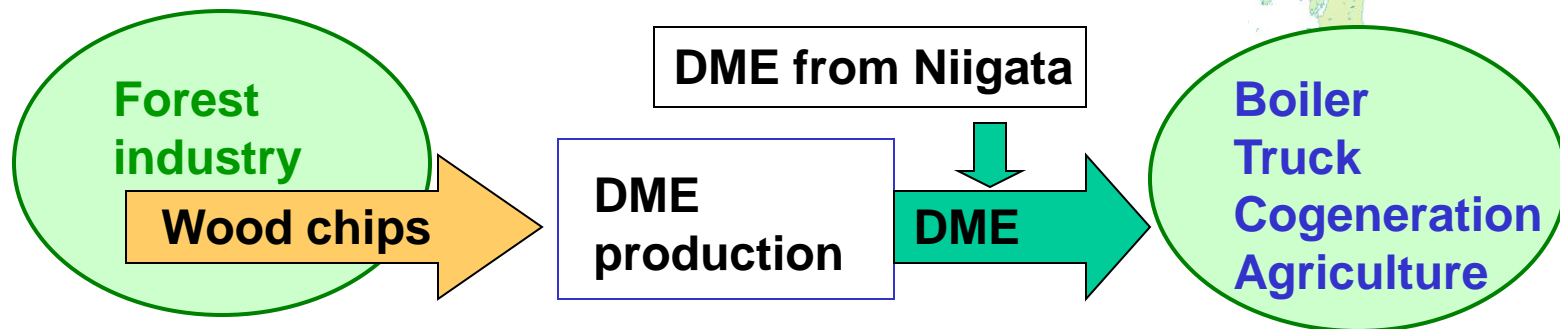 Forest
industry
Wood chips
DME
production
DME from Niigata
DME
Boiler
Truck
Cogeneration
Agriculture